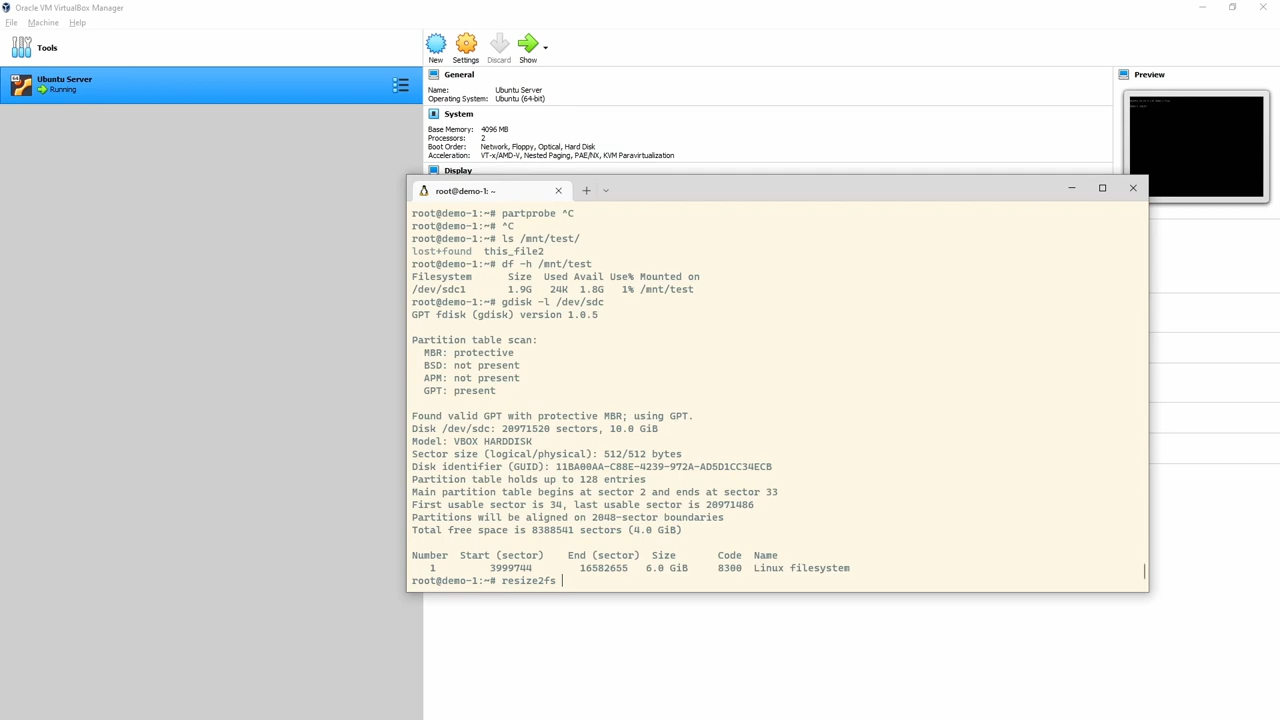 Oracle VM VirtualBox Manager
File Machine Help
Tools
New Settings Discard Show
Ubuntu Server
Running
General
Name: Ubuntu Server
Operating System: Ubuntu (64-bit)
System
Base Memory: 4096 MB
Processors: 2
Boot Order: Network, Floppy, Optical, Hard Disk
Acceleration: VT-x/AMD-V, Nested Paging, PAE/NX, KVM Paravirtualization
Display
Preview
root@demo-1: ~
root@demo-1:~# partprobe ^C
root@demo-1:~# ^C
root@demo-1:~# ls /mnt/test/
lost+found  this_file2
root@demo-1:~# df -h /mnt/test
Filesystem      Size  Used Avail Use% Mounted on
/dev/sdc1       1.9G   24K  1.8G   1% /mnt/test
root@demo-1:~# gdisk -l /dev/sdc
GPT fdisk (gdisk) version 1.0.5
Partition table scan:
  MBR: protective
  BSD: not present
  APM: not present
  GPT: present
Found valid GPT with protective MBR; using GPT.
Disk /dev/sdc: 20971520 sectors, 10.0 GiB
Model: VBOX HARDDISK
Sector size (logical/physical): 512/512 bytes
Disk identifier (GUID): 11BA00AA-C88E-4239-972A-AD5D1CC34ECB
Partition table holds up to 128 entries
Main partition table begins at sector 2 and ends at sector 33
First usable sector is 34, last usable sector is 20971486
Partitions will be aligned on 2048-sector boundaries
Total free space is 8388541 sectors (4.0 GiB)
Number  Start (sector)    End (sector)  Size       Code  Name
   1         3999744        16582655   6.0 GiB     8300  Linux filesystem
root@demo-1:~# resize2fs